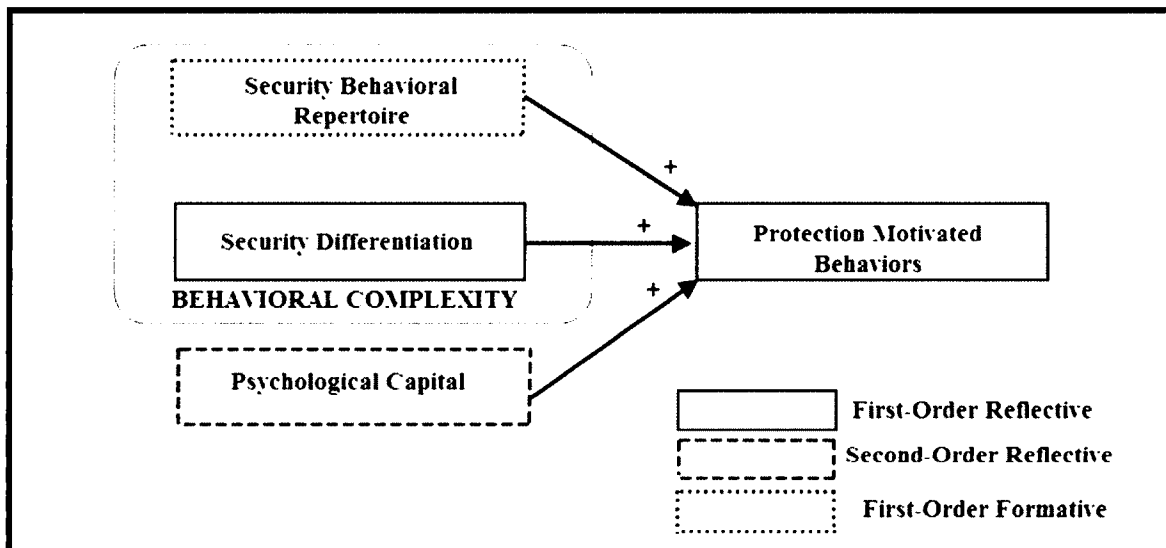 Security Behavioral
Repertoire
+
Security Differentiation
+
Protection Motivated
Behaviors
BEHAVIORAL COMPLEXITY
+
Psychological Capital
First-Order Reflective
Second-Order Reflective
First-Order Formative